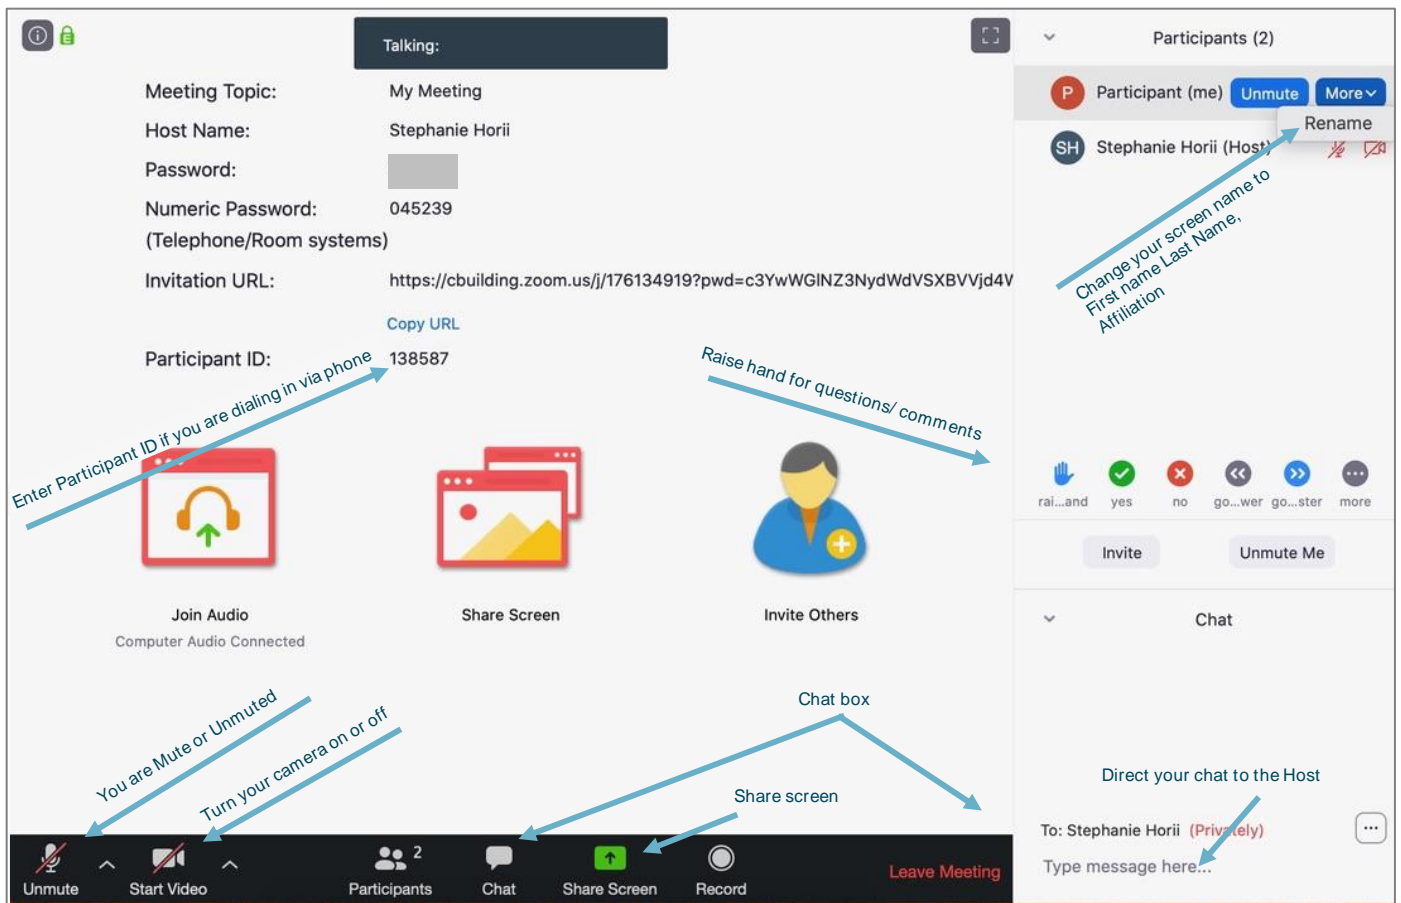 Talking:
Meeting Topic: My Meeting
Host Name: Stephanie Horii
Password:
Numeric Password: 045239
(Telephone/Room systems)
Invitation URL: https://cbuilding.zoom.us/j/176134919?pwd=c3YwWGlNZ3NydWdVSXBVVjd4W
Copy URL
Participant ID: 138587
Enter Participant ID if you are dialing in via phone
Raise hand for questions/ comments
Join Audio
Computer Audio Connected
Share Screen
Invite Others
You are Mute or Unmuted
Turn your camera on or off
Chat box
Share screen
Unmute
Start Video
2
Participants
Chat
Share Screen
Record
Leave Meeting
Participants (2)
P Participant (me) Unmute More
Rename
SH Stephanie Horii (Host)
Change your screen name to
First name Last Name,
Affiliation
rai...and yes no go...wer go...ster more
Invite Unmute Me
Chat
Direct your chat to the Host
To: Stephanie Horii (Privately)
Type message here...